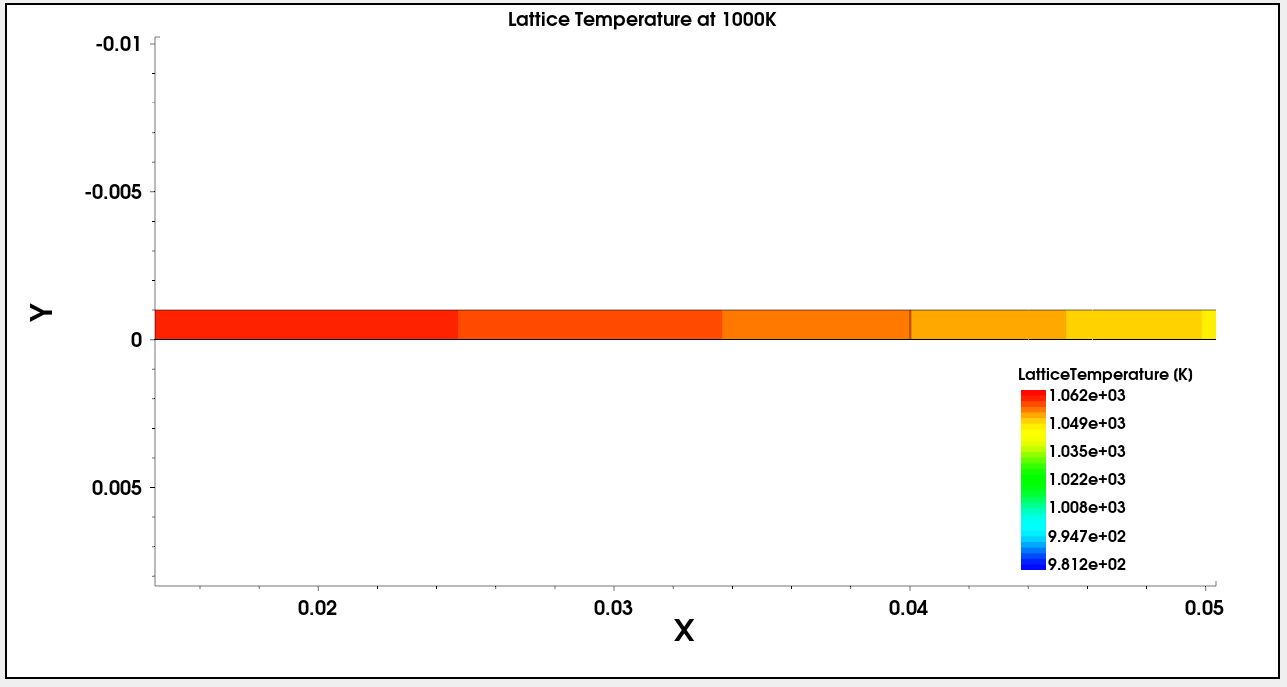 Lattice Temperature at 1000K
-0.01
-0.005
Y
0
0.005
LatticeTemperature (K)
1.062e+03
1.049e+03
1.035e+03
1.022e+03
1.008e+03
9.947e+02
9.812e+02
0.02
0.03
0.04
0.05
X